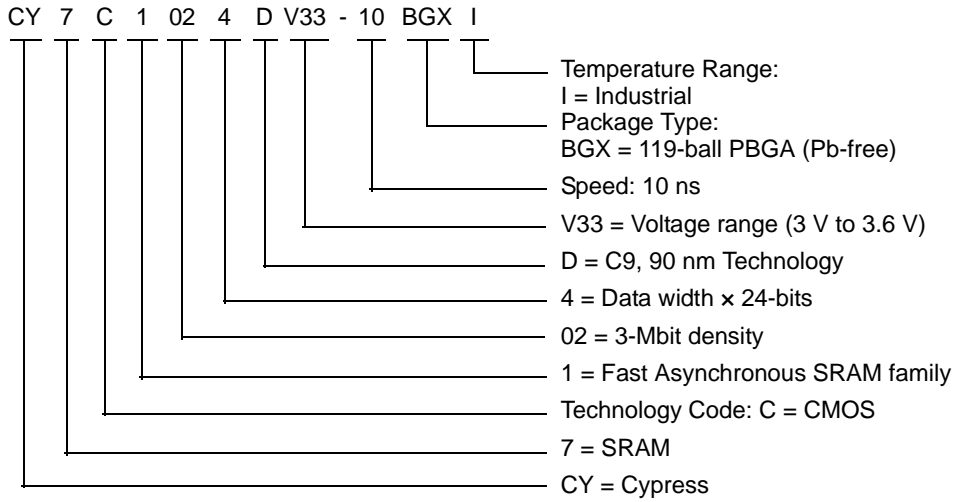 CY 7 C 1 02 4 D V33 - 10 BGX I
Temperature Range:
I = Industrial
Package Type:
BGX = 119-ball PBGA (Pb-free)
Speed: 10 ns
V33 = Voltage range (3 V to 3.6 V)
D = C9, 90 nm Technology
4 = Data width × 24-bits
02 = 3-Mbit density
1 = Fast Asynchronous SRAM family
Technology Code: C = CMOS
7 = SRAM
CY = Cypress